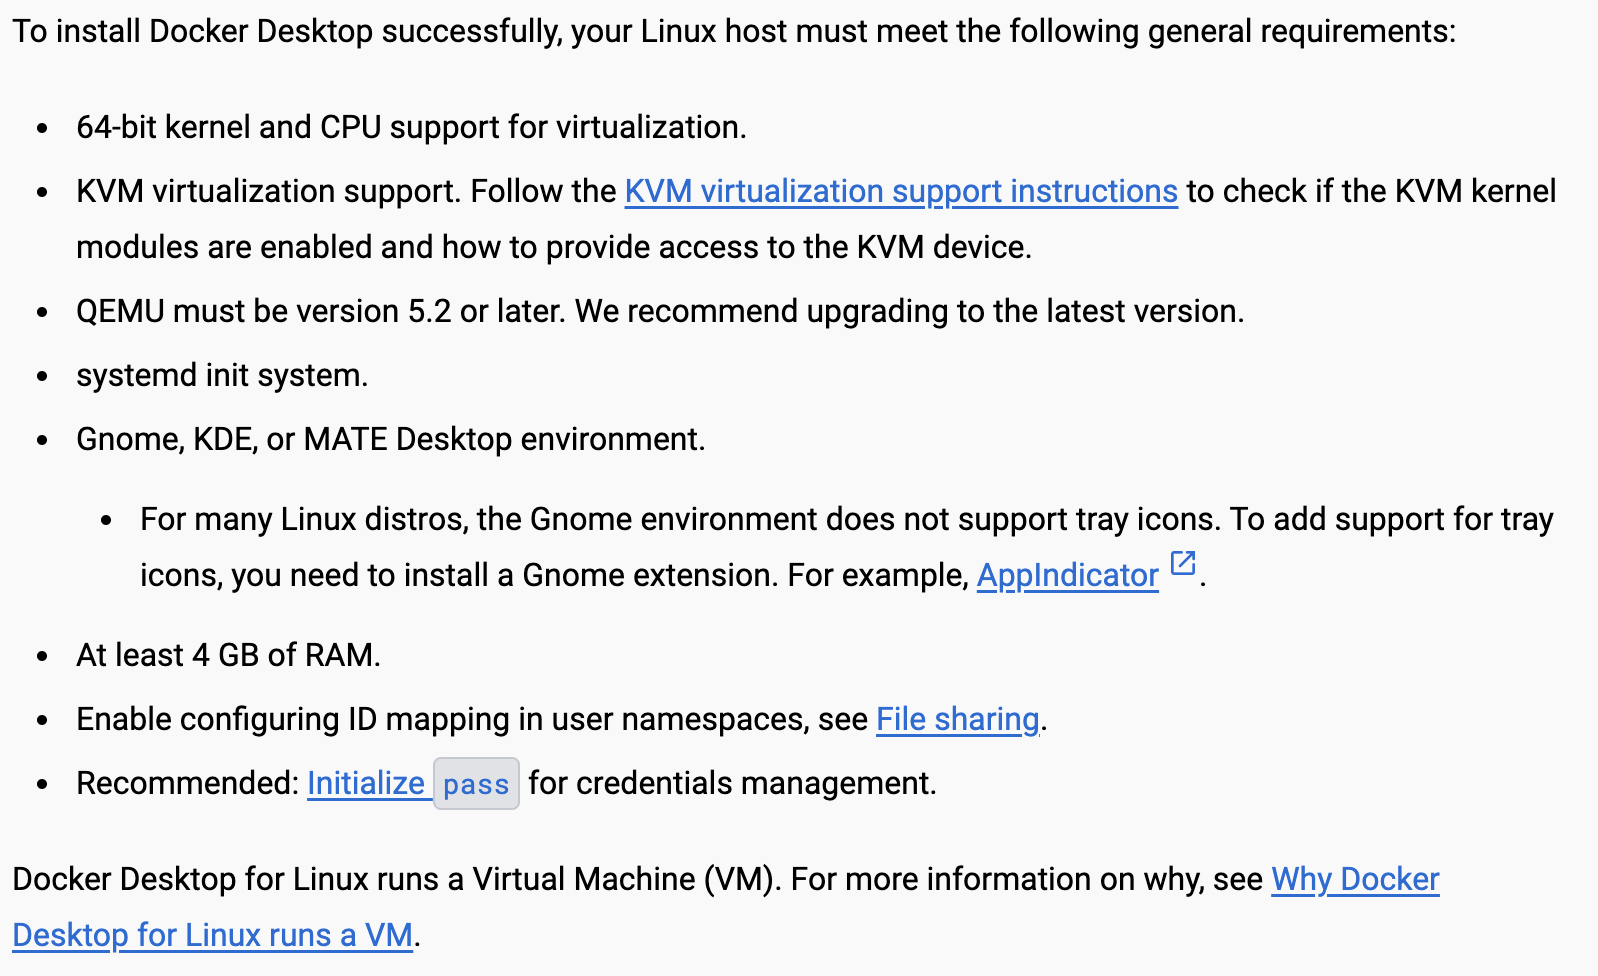 To install Docker Desktop successfully, your Linux host must meet the following general requirements:
• 64-bit kernel and CPU support for virtualization.
• KVM virtualization support. Follow the KVM virtualization support instructions to check if the KVM kernel
modules are enabled and how to provide access to the KVM device.
• QEMU must be version 5.2 or later. We recommend upgrading to the latest version.
• systemd init system.
• Gnome, KDE, or MATE Desktop environment.
• For many Linux distros, the Gnome environment does not support tray icons. To add support for tray
icons, you need to install a Gnome extension. For example, AppIndicator.
• At least 4 GB of RAM.
• Enable configuring ID mapping in user namespaces, see File sharing.
• Recommended: Initialize pass for credentials management.
Docker Desktop for Linux runs a Virtual Machine (VM). For more information on why, see Why Docker
Desktop for Linux runs a VM.